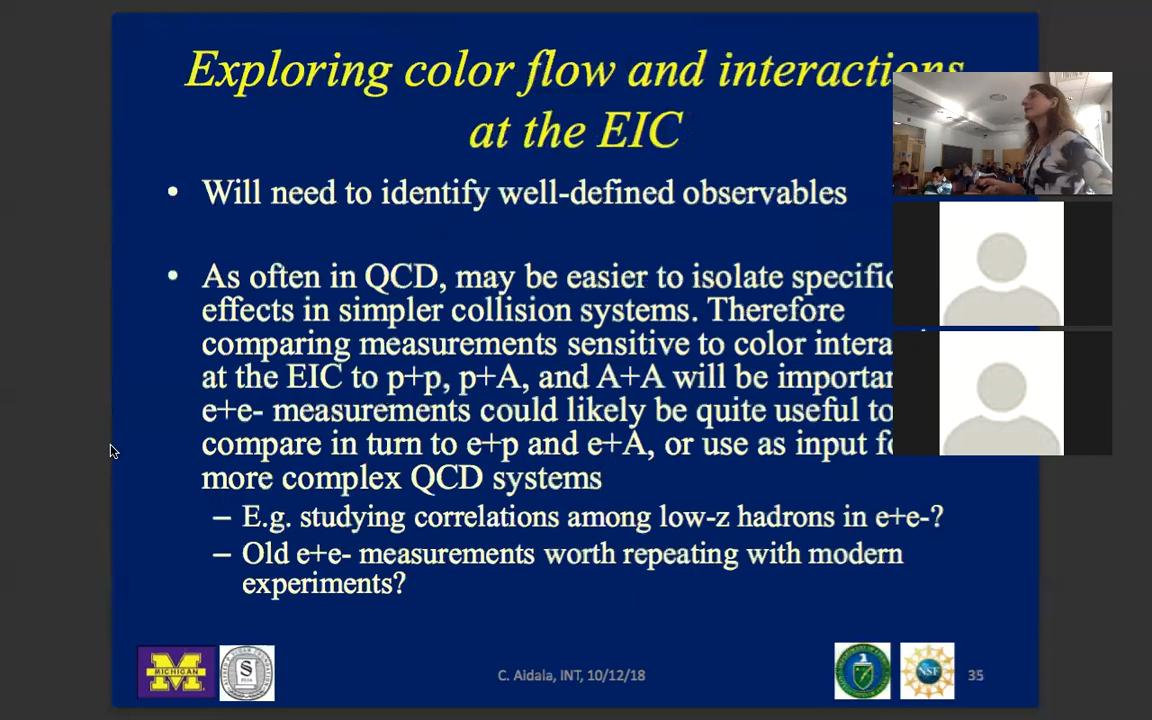 Exploring color flow and interactions
at the EIC
• Will need to identify well-defined observables
• As often in QCD, may be easier to isolate specific
effects in simpler collision systems. Therefore
comparing measurements sensitive to color intera
at the EIC to p+p, p+A, and A+A will be importan
e+e- measurements could likely be quite useful to
compare in turn to e+p and e+A, or use as input fo
more complex QCD systems
– E.g. studying correlations among low-z hadrons in e+e-?
– Old e+e- measurements worth repeating with modern
experiments?
M
MICHIGAN
S
NSF
C. Aidala, INT, 10/12/18
35